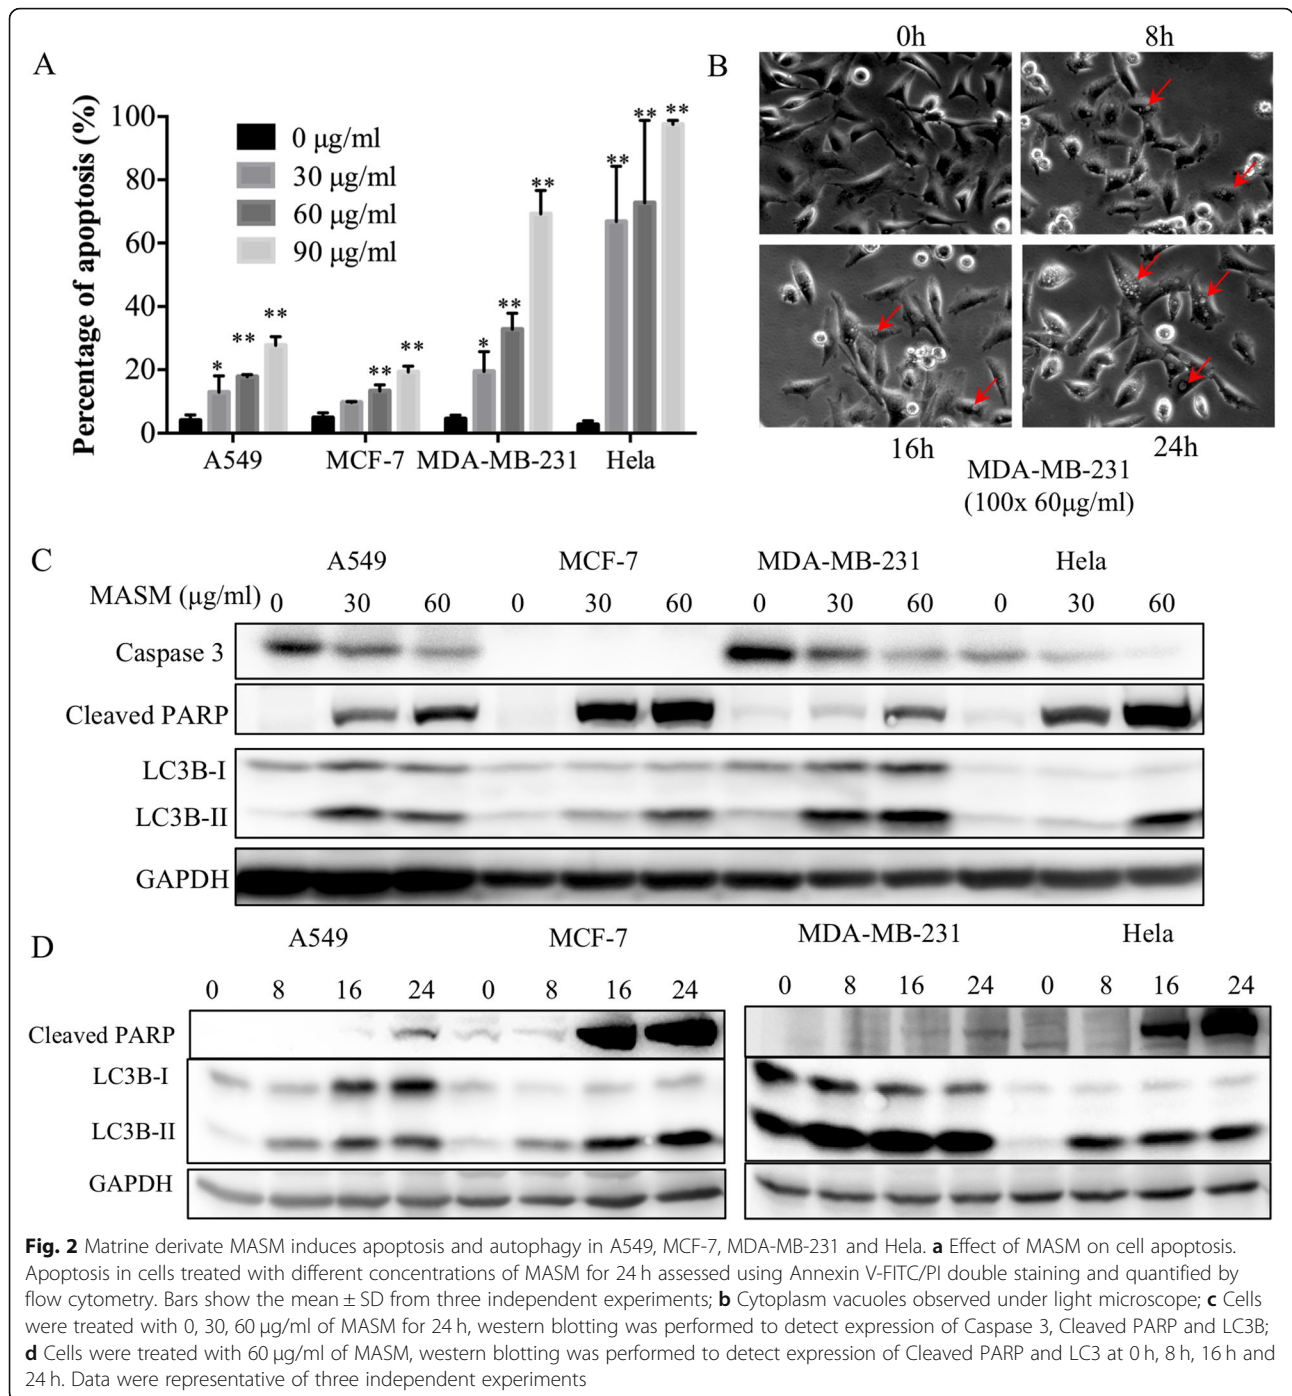 A
Percentage of apoptosis (%)
100
80
60
40
20
0
0 μg/ml
30 μg/ml
60 μg/ml
90 μg/ml
* ** **
** **
* ** **
** ** **
A549 MCF-7 MDA-MB-231 Hela
B
0h 8h
16h 24h
MDA-MB-231
(100x 60μg/ml)
C
A549 MCF-7 MDA-MB-231 Hela
MASM (μg/ml) 0 30 60 0 30 60 0 30 60 0 30 60
Caspase 3
Cleaved PARP
LC3B-I
LC3B-II
GAPDH
D
A549 MCF-7 MDA-MB-231 Hela
0 8 16 24 0 8 16 24 0 8 16 24 0 8 16 24
Cleaved PARP
LC3B-I
LC3B-II
GAPDH
Fig. 2 Matrine derivate MASM induces apoptosis and autophagy in A549, MCF-7, MDA-MB-231 and Hela. a Effect of MASM on cell apoptosis.
Apoptosis in cells treated with different concentrations of MASM for 24 h assessed using Annexin V-FITC/PI double staining and quantified by
flow cytometry. Bars show the mean ± SD from three independent experiments; b Cytoplasm vacuoles observed under light microscope; c Cells
were treated with 0, 30, 60 μg/ml of MASM for 24 h, western blotting was performed to detect expression of Caspase 3, Cleaved PARP and LC3B;
d Cells were treated with 60 μg/ml of MASM, western blotting was performed to detect expression of Cleaved PARP and LC3 at 0 h, 8 h, 16 h and
24 h. Data were representative of three independent experiments